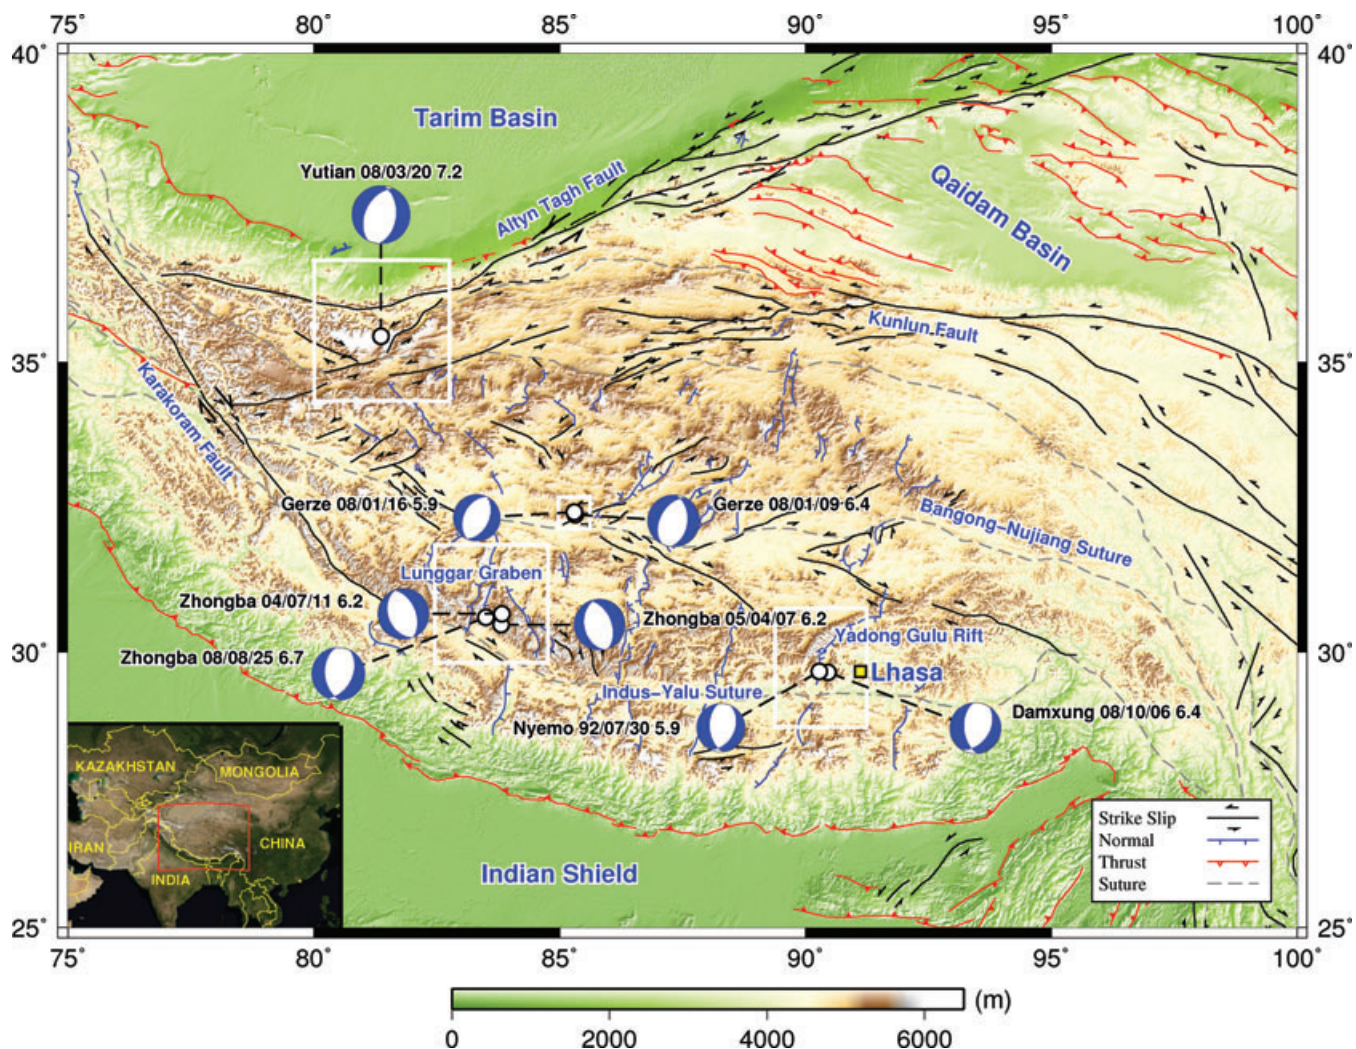 75° 80° 85° 90° 95° 100°
40° 40°
Tarim Basin
Yutian 08/03/20 7.2
Altyn Tagh Fault
Qaidam Basin
Kunlun Fault
35° 35°
Karakoram Fault
Gerze 08/01/16 5.9
Gerze 08/01/09 6.4
Bangong-Nujiang Suture
Lunggar Graben
Zhongba 04/07/11 6.2
Zhongba 05/04/07 6.2
Yadong Gulu Rift
30° 30°
Zhongba 08/08/25 6.7
Lhasa
Indus-Yalu Suture
Nyemo 92/07/30 5.9
Damxung 08/10/06 6.4
KAZAKHSTAN
MONGOLIA
IRAN
CHINA
INDIA
Indian Shield
Strike Slip
Normal
Thrust
Suture
25° 25°
75° 80° 85° 90° 95° 100°
(m)
0 2000 4000 6000